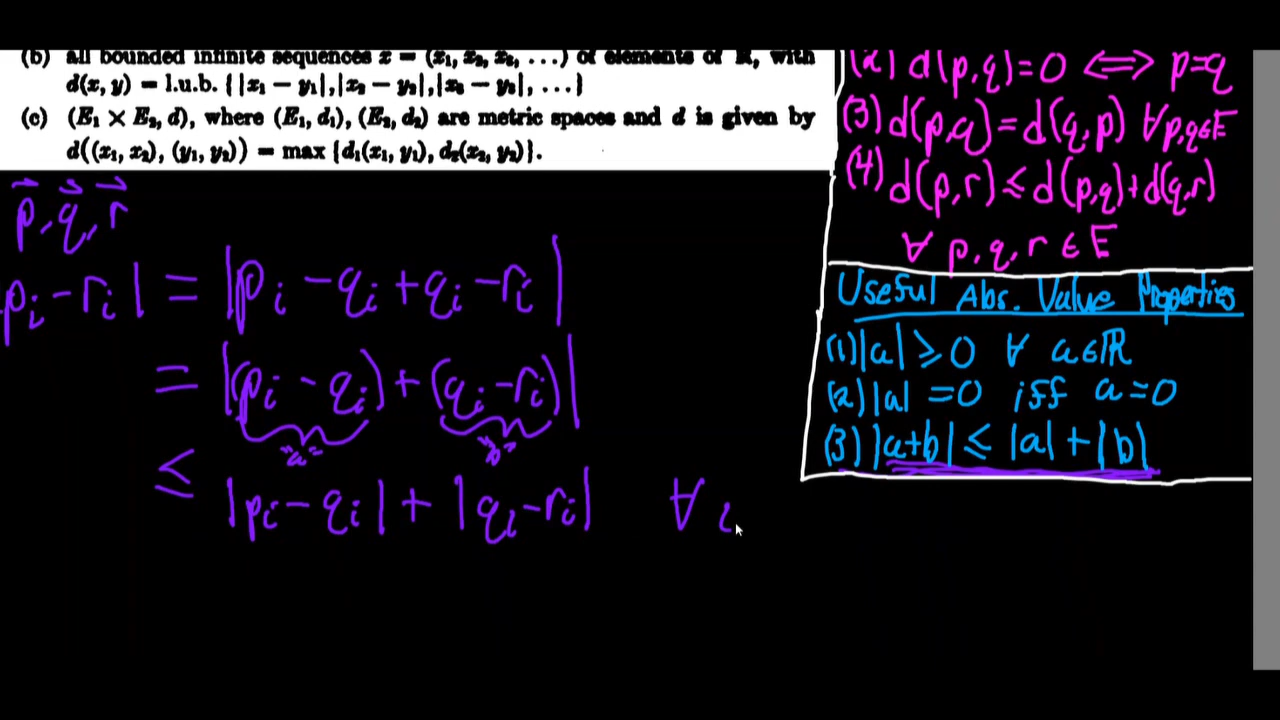 (b) all bounded infinite sequences x = (x₁, x₂, x₃, ...) of elements of R, with
d(x, y) = l.u.b. {|x₁ − y₁|,|x₂ − y₂|,|x₃ − y₃|, ...}
(c) (E₁ × E₂, d), where (E₁, d₁), (E₂, d₂) are metric spaces and d is given by
d((x₁, x₂), (y₁, y₂)) = max {d₁(x₁, y₁), d₂(x₂, y₂)}.
p⃗, q⃗, r⃗
pᵢ − rᵢ| = |pᵢ − qᵢ + qᵢ − rᵢ|
= |(pᵢ − qᵢ) + (qᵢ − rᵢ)|
"a" "b"
≤ |pᵢ − qᵢ| + |qᵢ − rᵢ| ∀ i
(2) d(p,q) = 0 ⟺ p=q
(3) d(p,q) = d(q,p) ∀p,q∈E
(4) d(p,r) ≤ d(p,q) + d(q,r)
∀ p, q, r ∈ E
Useful Abs. Value Properties
(1) |a| ≥ 0 ∀ a∈ℝ
(2) |a| = 0 iff a = 0
(3) |a+b| ≤ |a| + |b|